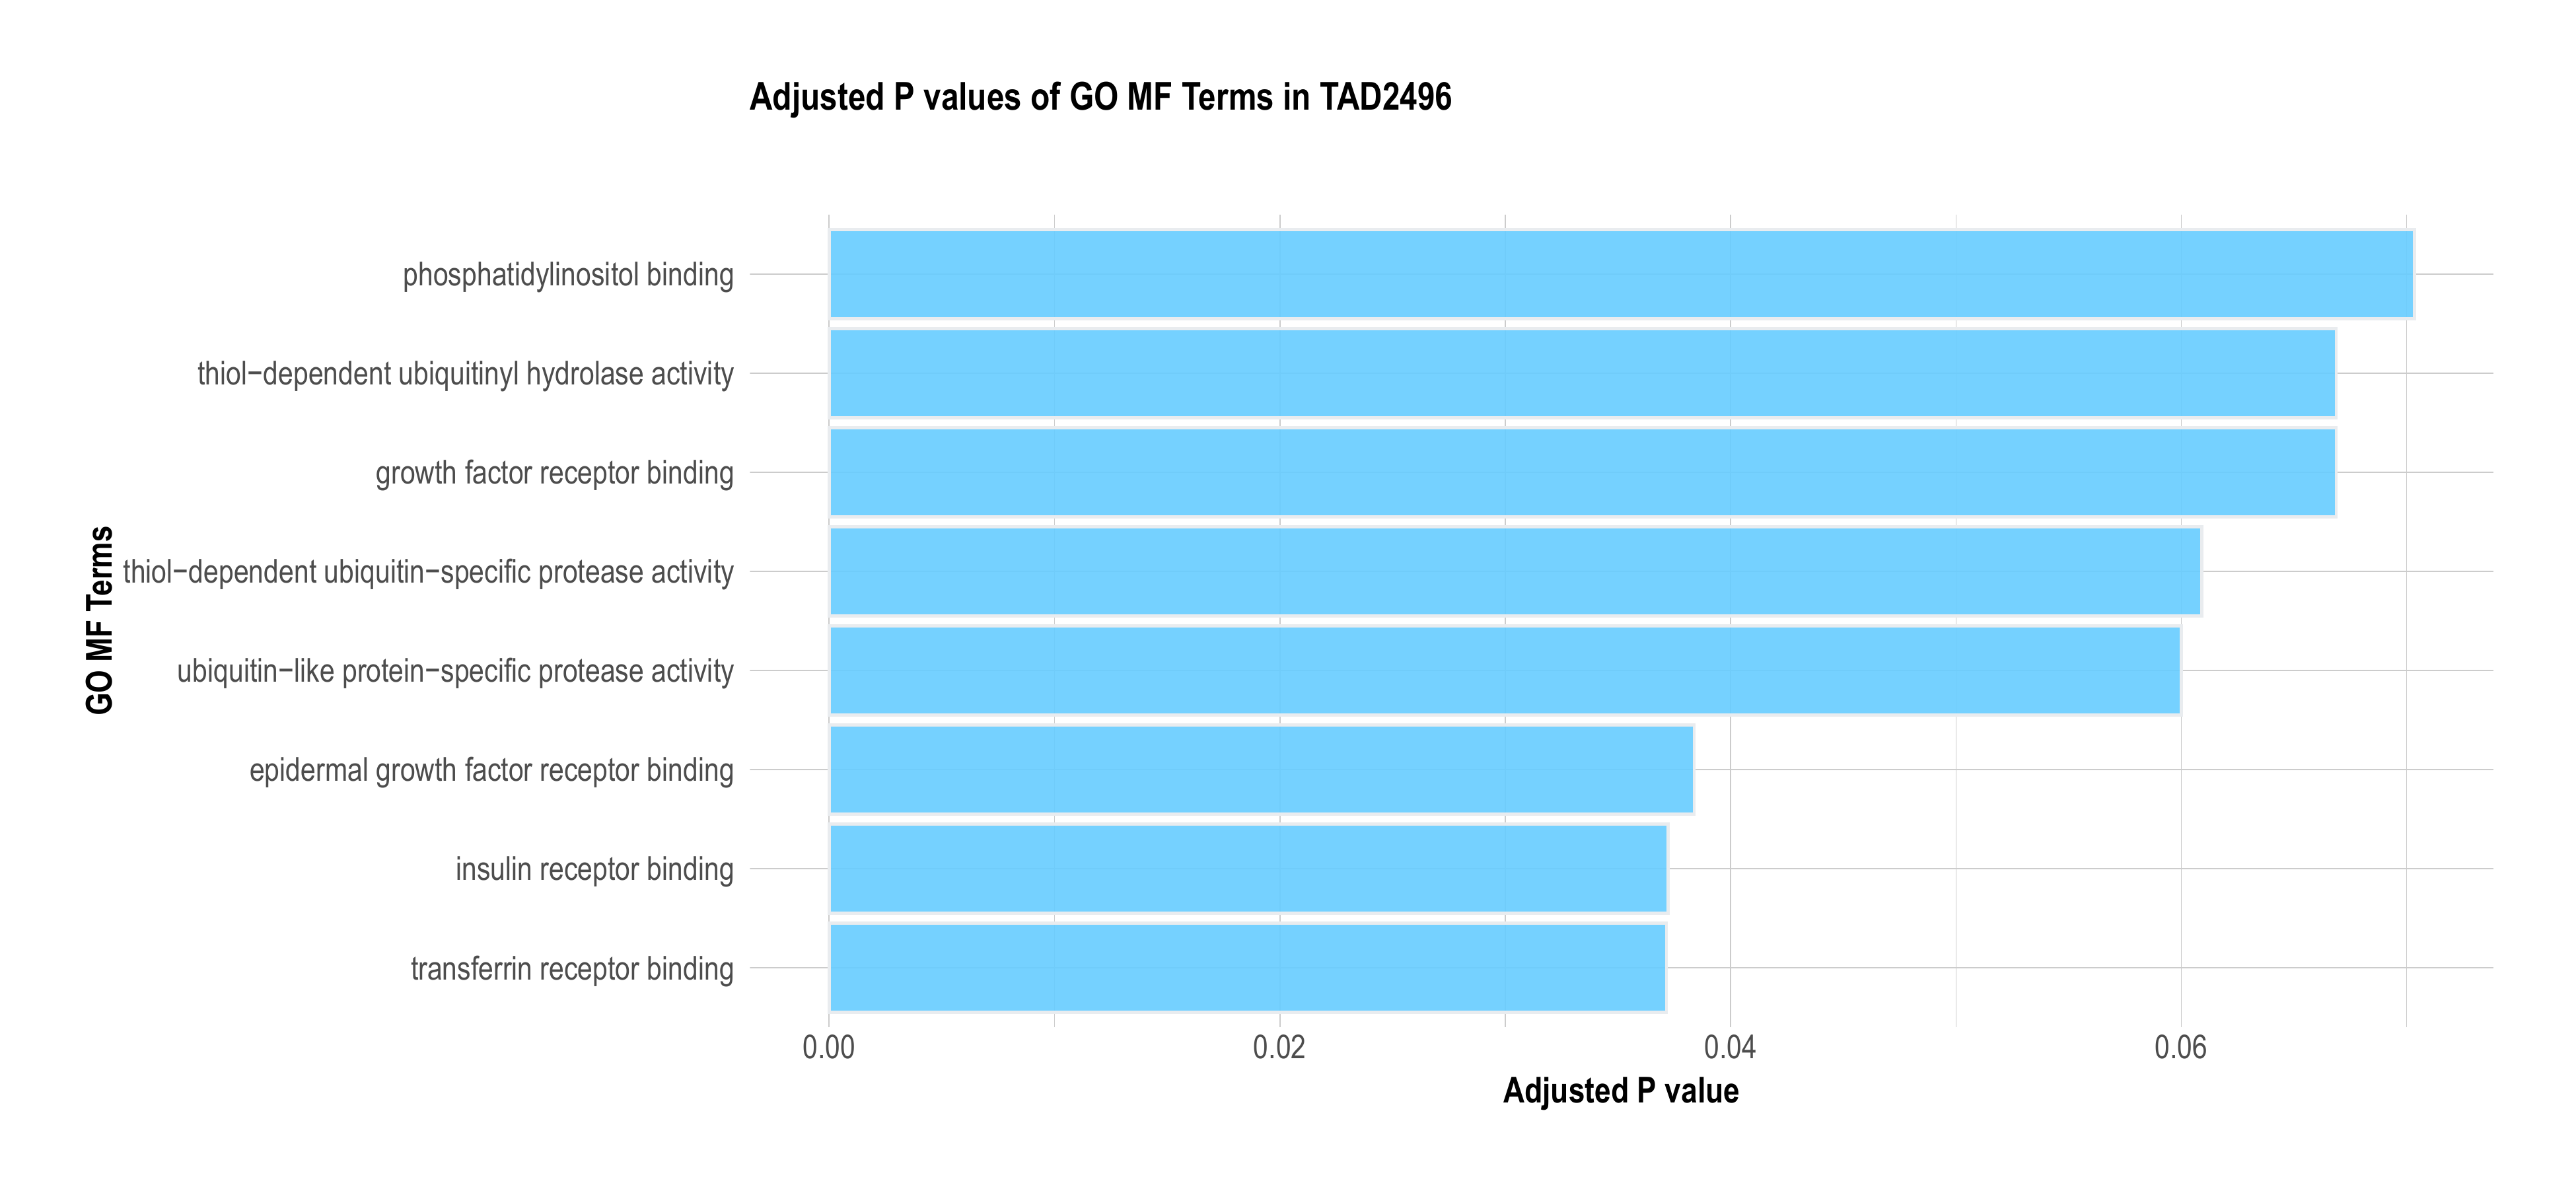 Adjusted P values of GO MF Terms in TAD2496
GO MF Terms
phosphatidylinositol binding
thiol−dependent ubiquitinyl hydrolase activity
growth factor receptor binding
thiol−dependent ubiquitin−specific protease activity
ubiquitin−like protein−specific protease activity
epidermal growth factor receptor binding
insulin receptor binding
transferrin receptor binding
0.00 0.02 0.04 0.06
Adjusted P value